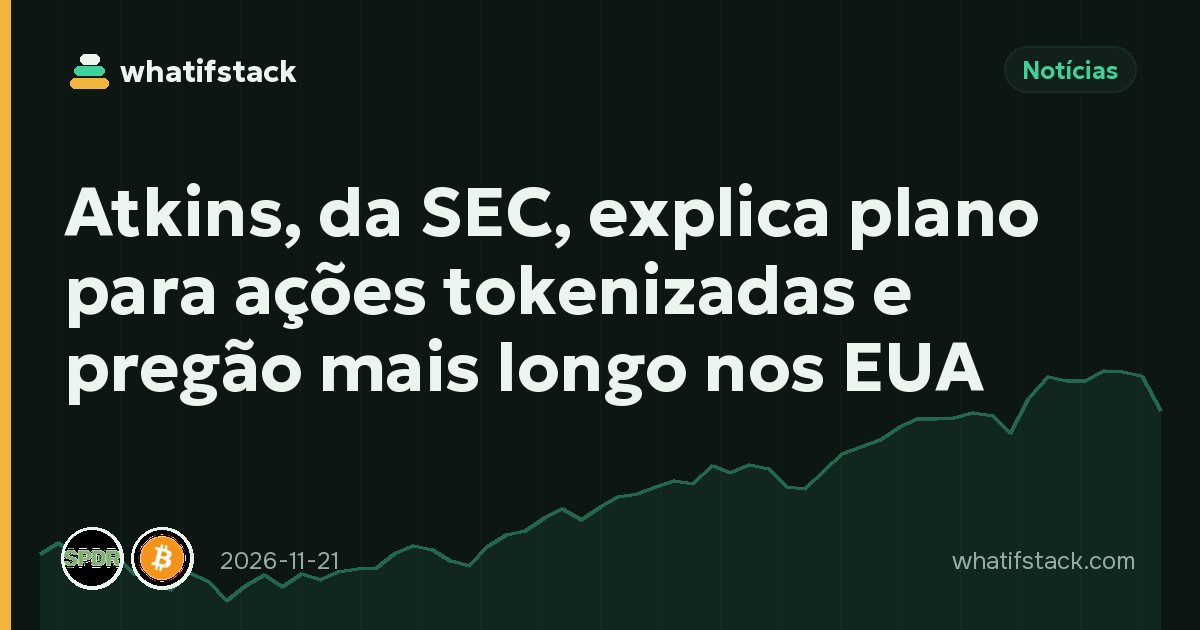 whatifstack
Notícias
Atkins, da SEC, explica plano
para ações tokenizadas e
pregão mais longo nos EUA
SPDR
2026-11-21
whatifstack.com